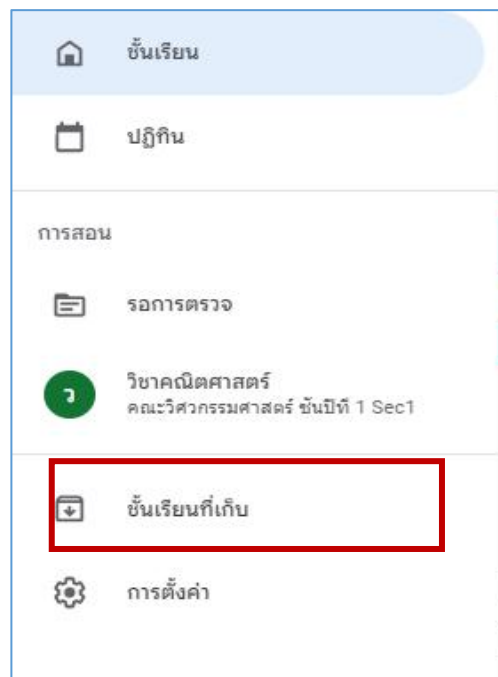 ชั้นเรียน
ปฏิทิน
การสอน
รอการตรวจ
ว
วิชาคณิตศาสตร์
คณะวิศวกรรมศาสตร์ ชั้นปีที่ 1 Sec1
ชั้นเรียนที่เก็บ
การตั้งค่า